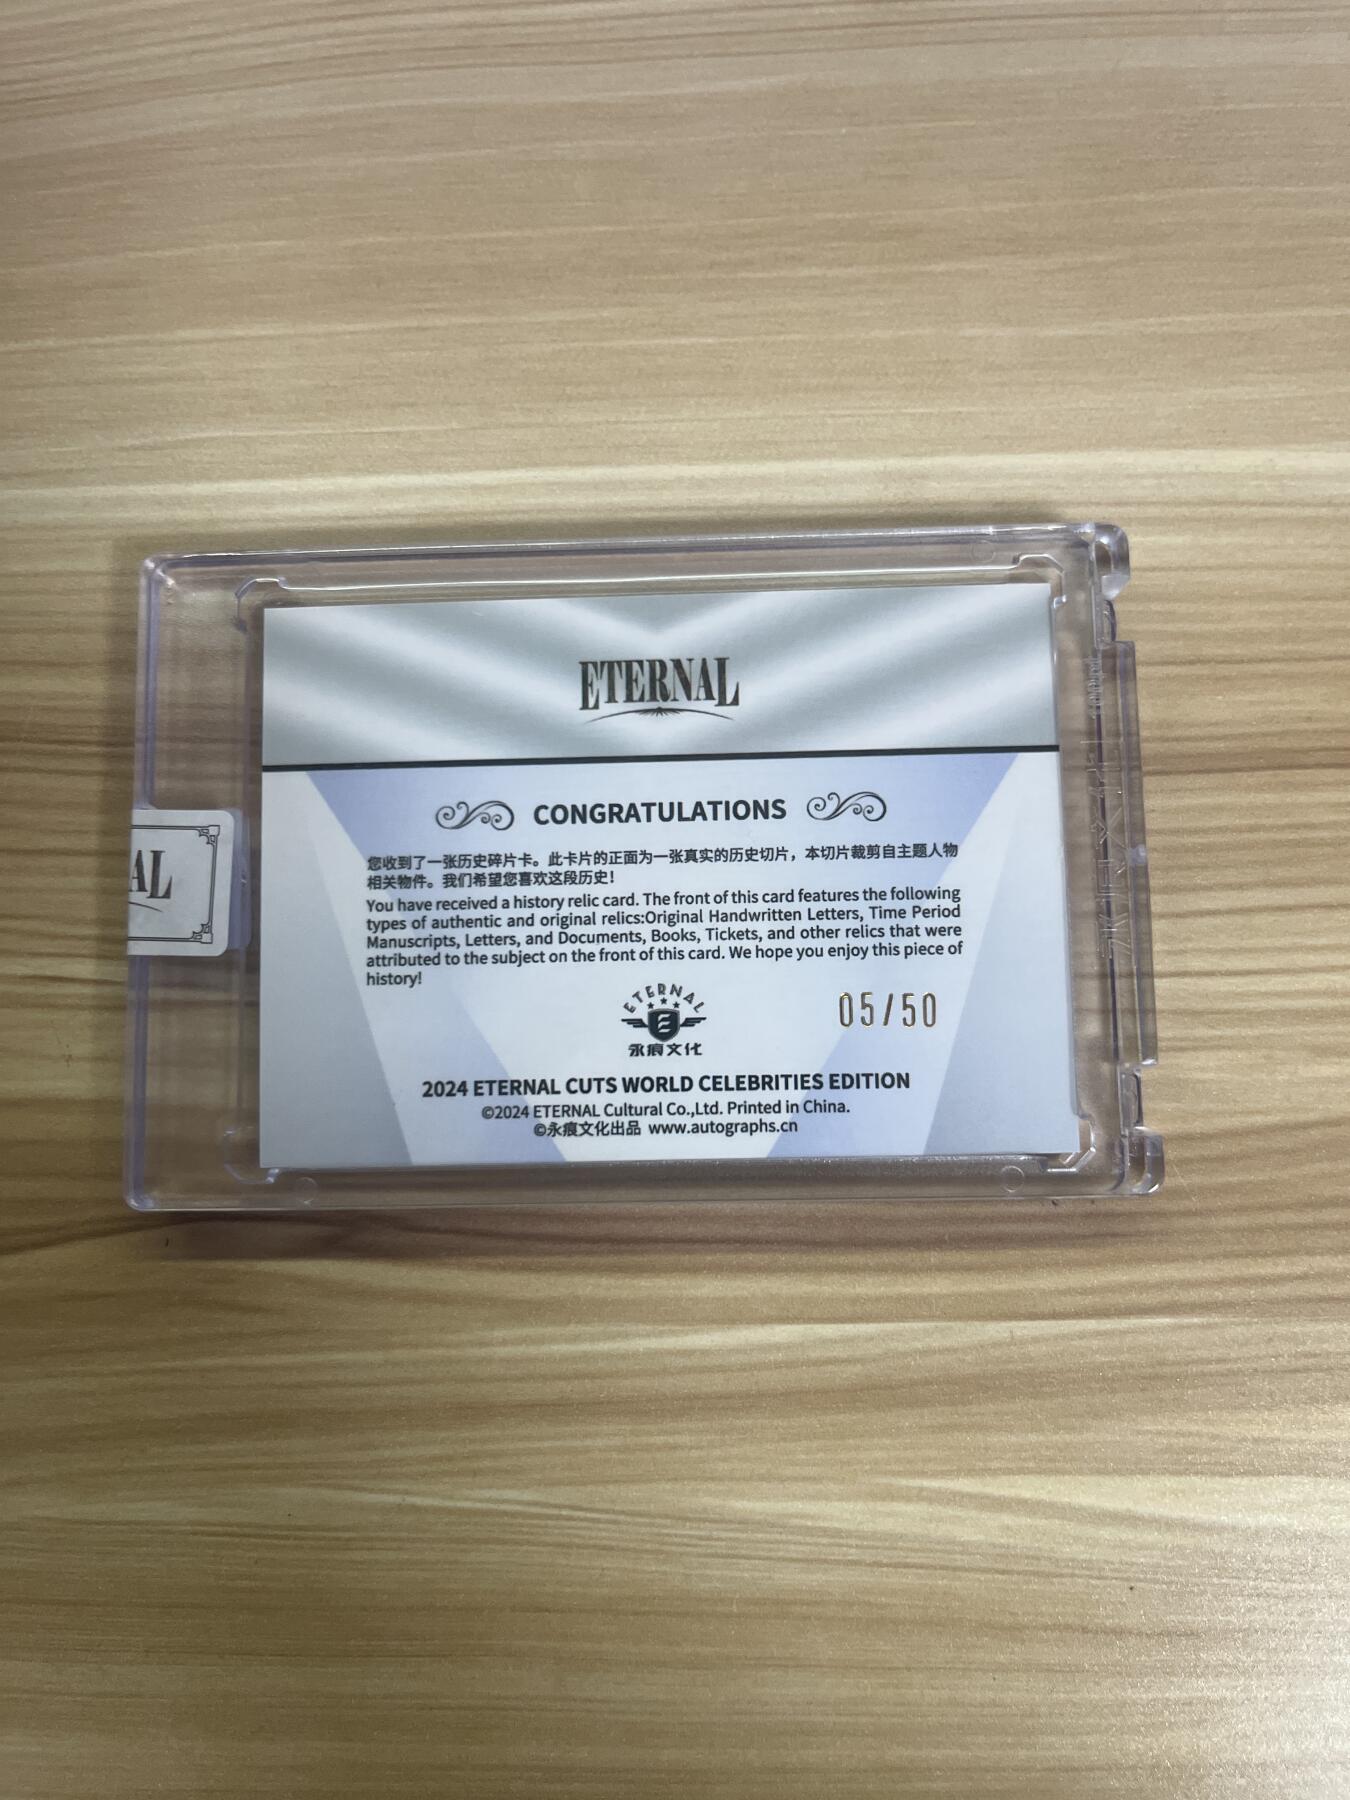 ETERNAL
CONGRATULATIONS
您收到了一张历史碎片卡。此卡片的正面为一张真实的历史切片，本切片裁剪自主题人物
相关物件。我们希望您喜欢这段历史！
You have received a history relic card. The front of this card features the following
types of authentic and original relics:Original Handwritten Letters, Time Period
Manuscripts, Letters, and Documents, Books, Tickets, and other relics that were
attributed to the subject on the front of this card. We hope you enjoy this piece of
history!
AL
ETERNAL
永痕文化
05/50
2024 ETERNAL CUTS WORLD CELEBRITIES EDITION
©2024 ETERNAL Cultural Co.,Ltd. Printed in China.
©永痕文化出品 www.autographs.cn